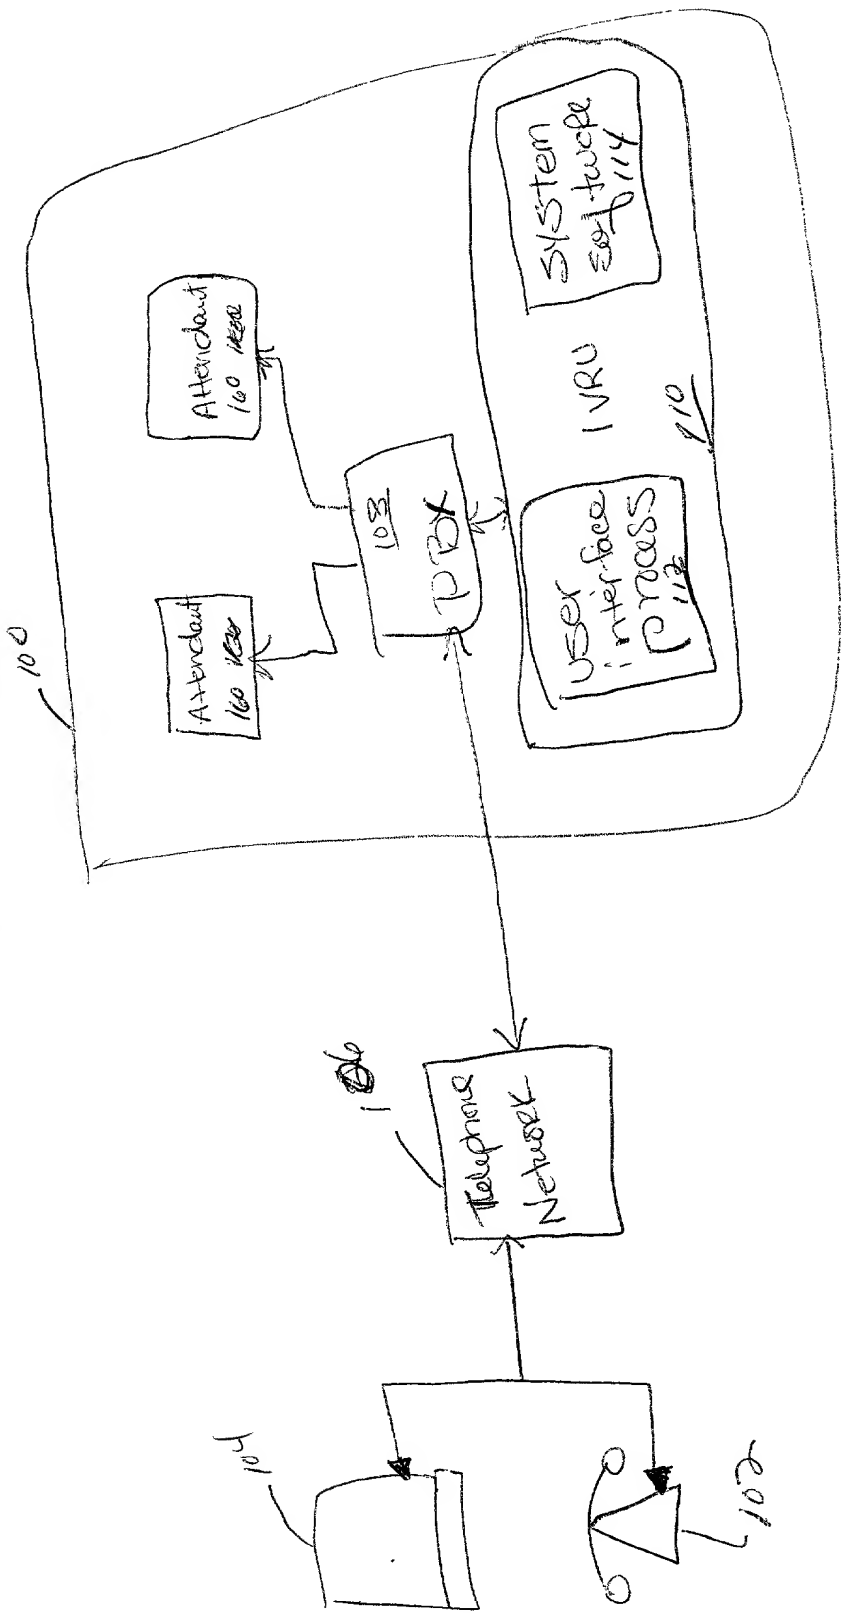 100
Attendant
160
Attendant
160
108
PBX
User
interface
process
112
IVRU
110
System
software
114
106
Telephone
Network
104
102